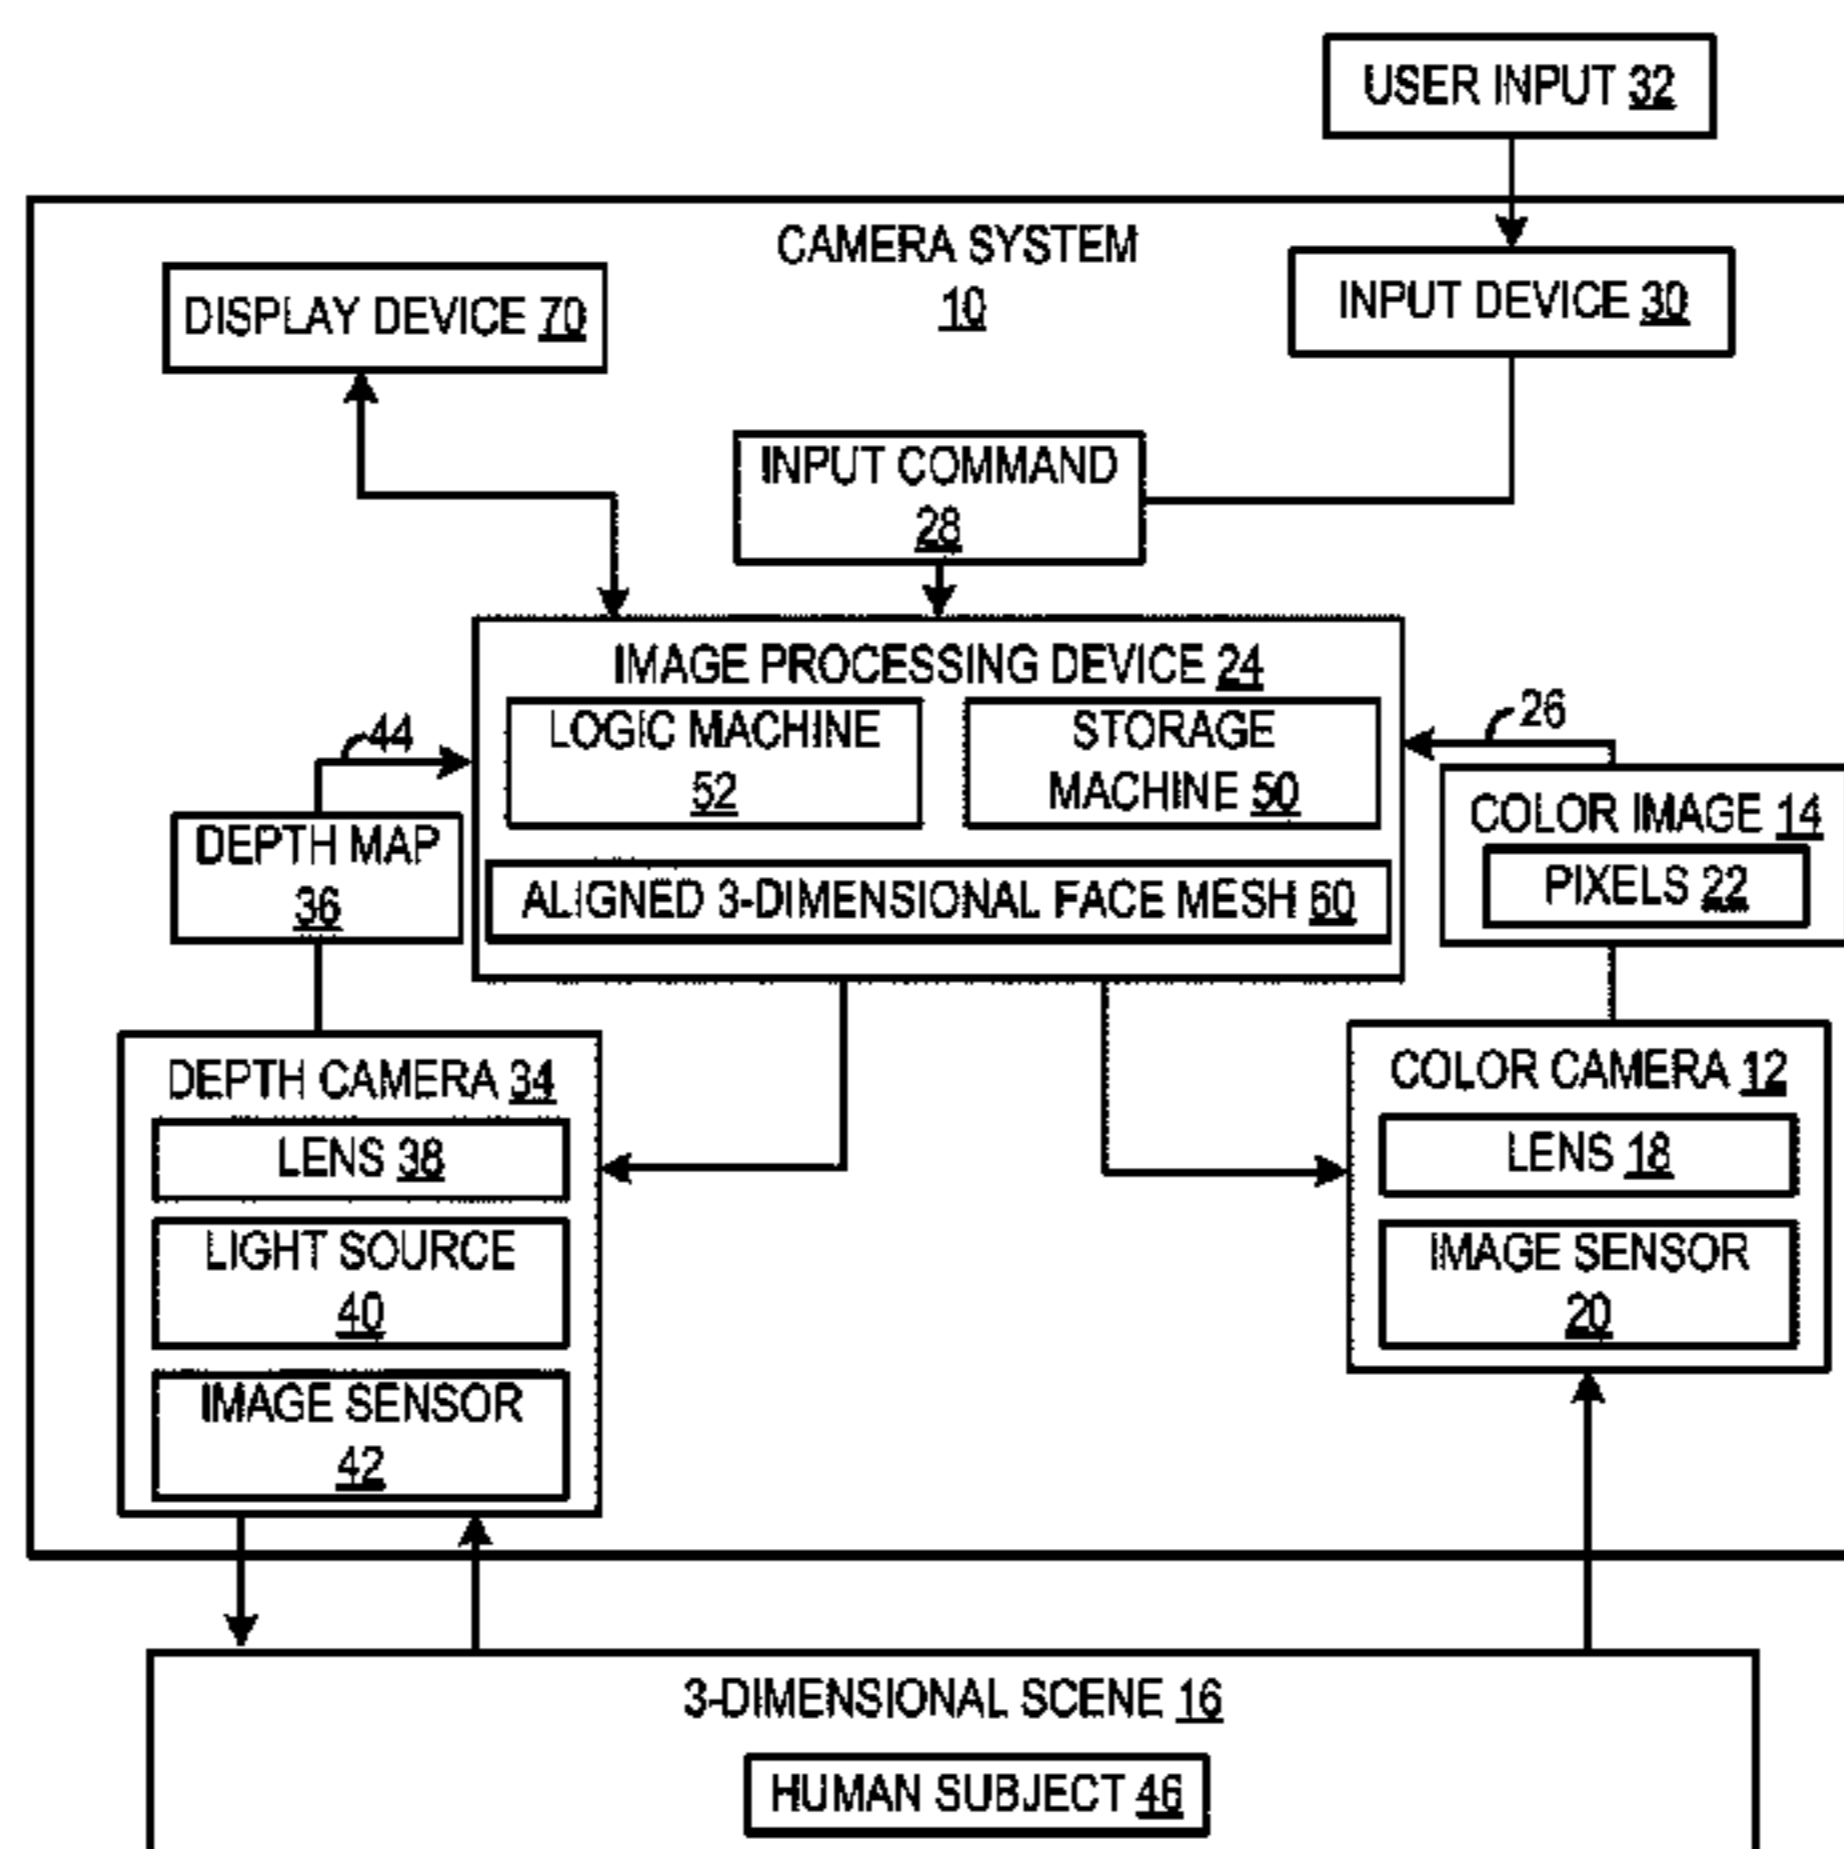 USER INPUT 32
CAMERA SYSTEM
10
INPUT DEVICE 30
DISPLAY DEVICE 70
INPUT COMMAND
28
IMAGE PROCESSING DEVICE 24
LOGIC MACHINE
52
STORAGE
MACHINE 50
ALIGNED 3-DIMENSIONAL FACE MESH 60
44
DEPTH MAP
36
26
COLOR IMAGE 14
PIXELS 22
DEPTH CAMERA 34
LENS 38
LIGHT SOURCE
40
IMAGE SENSOR
42
COLOR CAMERA 12
LENS 18
IMAGE SENSOR
20
3-DIMENSIONAL SCENE 16
HUMAN SUBJECT 46